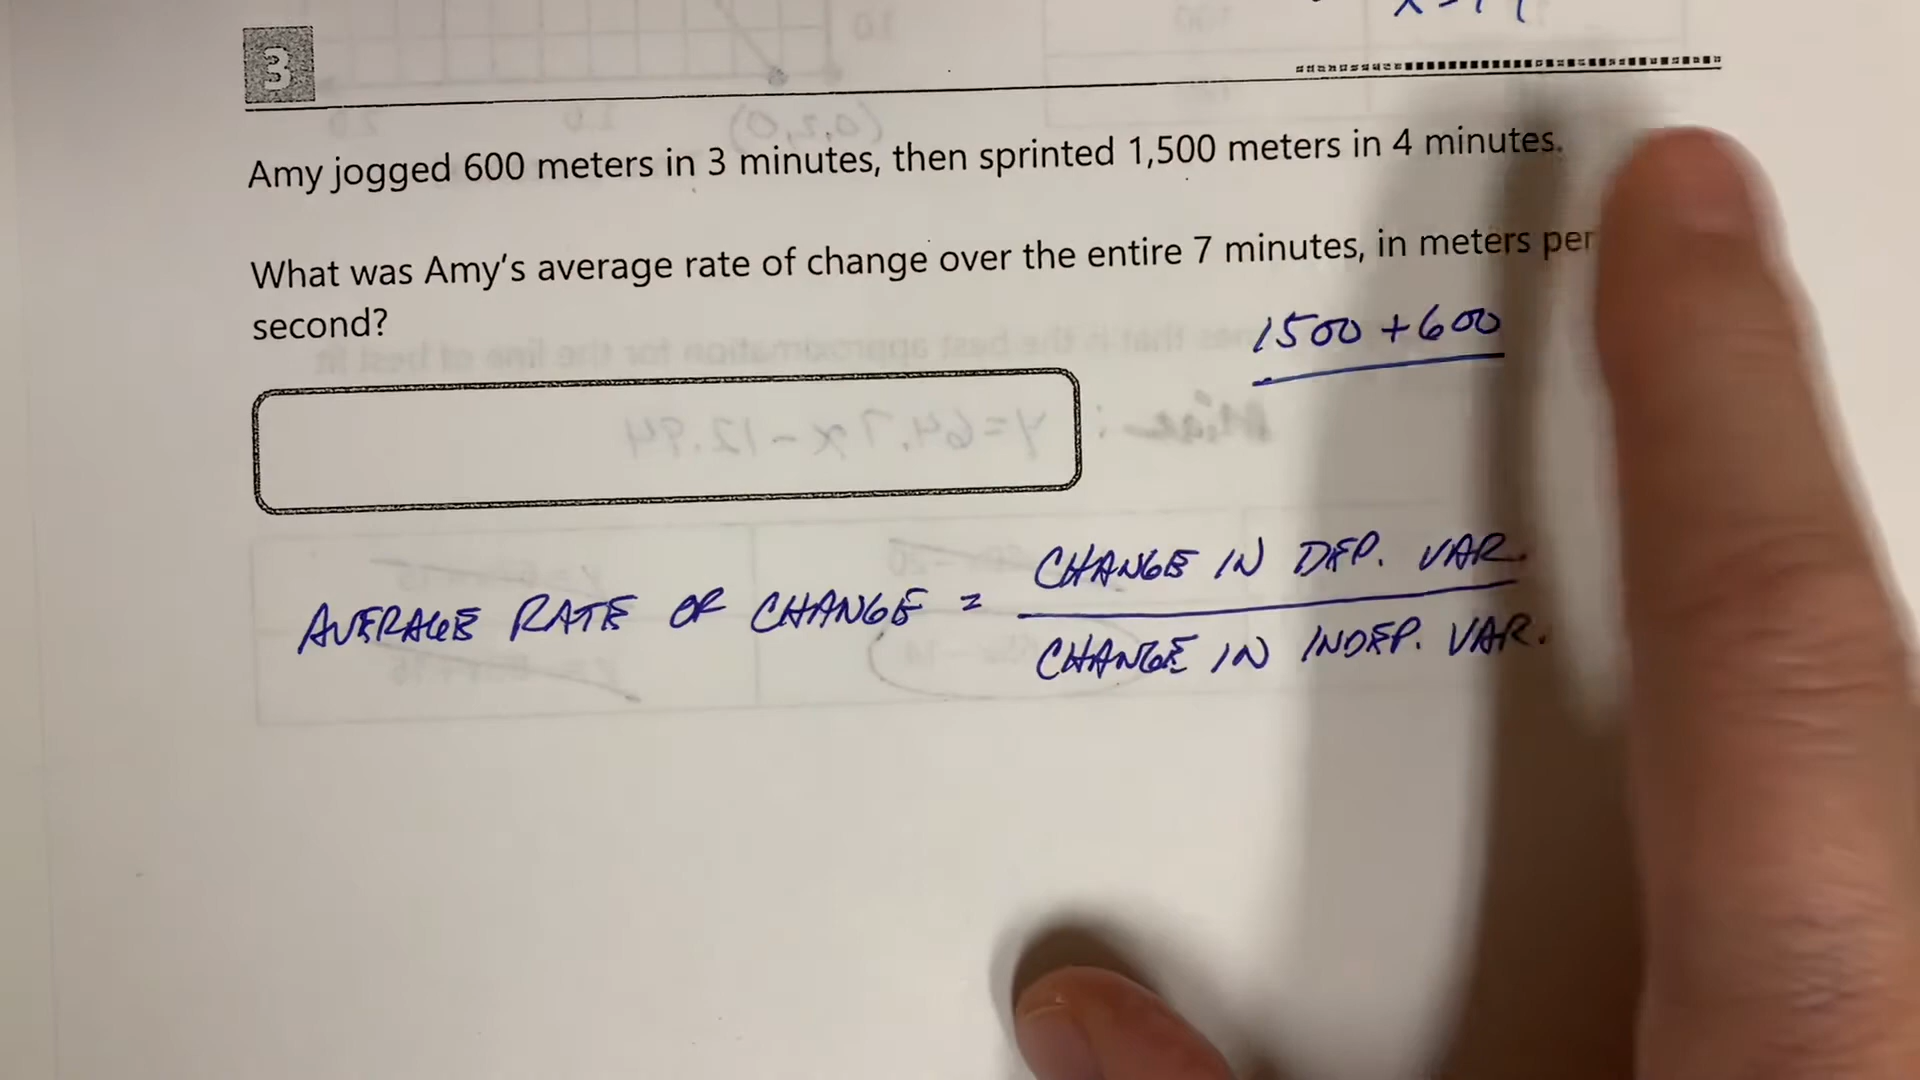 3
Amy jogged 600 meters in 3 minutes, then sprinted 1,500 meters in 4 minutes.
What was Amy's average rate of change over the entire 7 minutes, in meters per
second?
1500 + 600
AVERAGE RATE OF CHANGE = CHANGE IN DEP. VAR.
CHANGE IN INDEP. VAR.